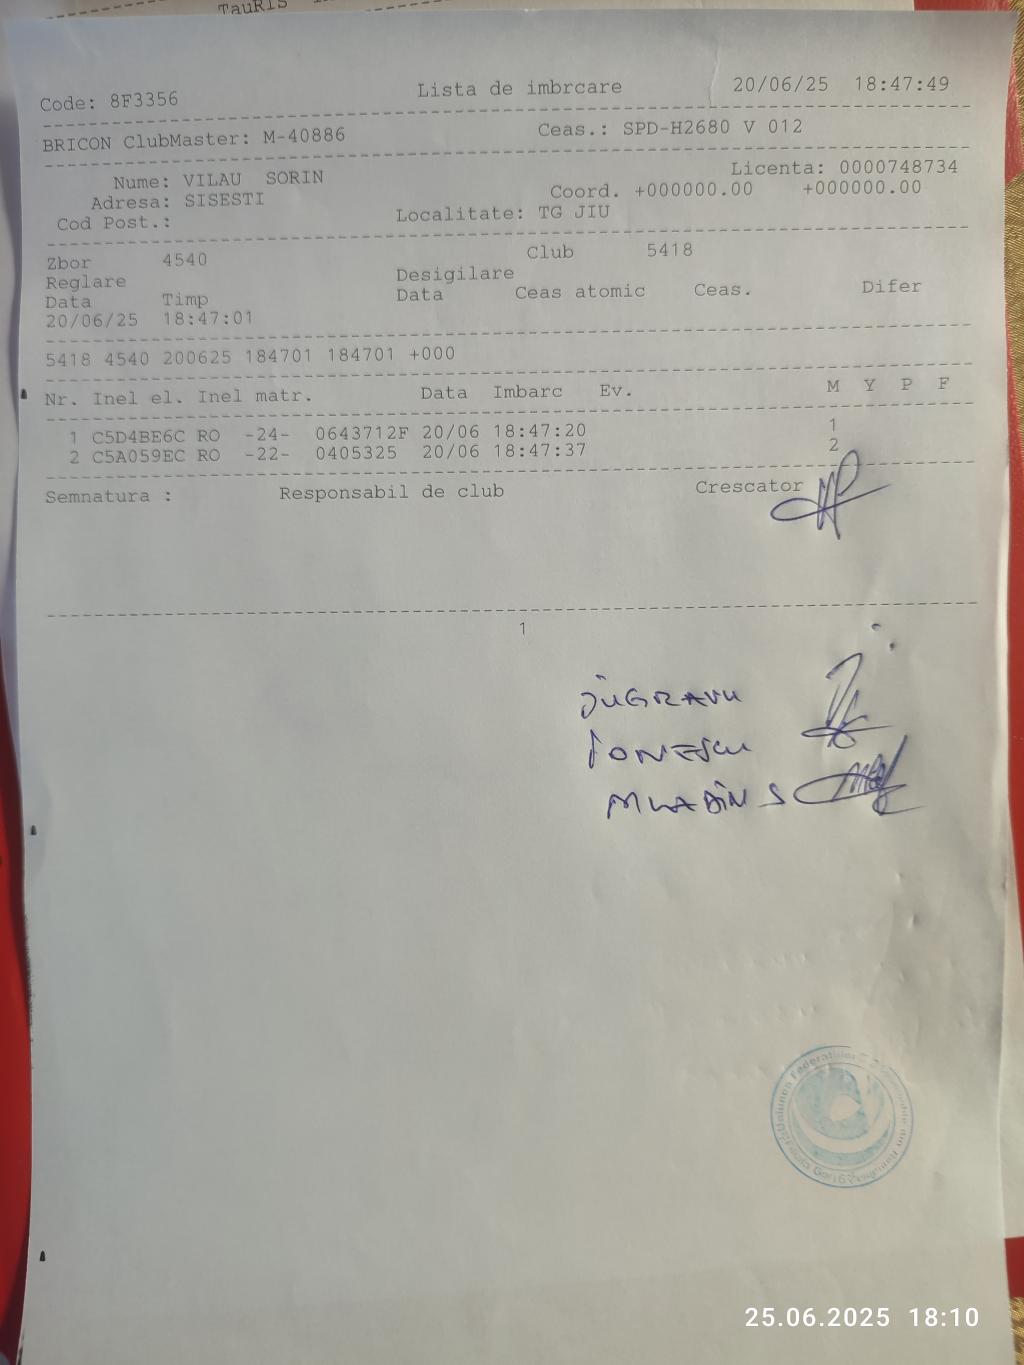 TauRIS
Code: 8F3356 Lista de imbrcare 20/06/25 18:47:49
BRICON ClubMaster: M-40886 Ceas.: SPD-H2680 V 012
Nume: VILAU SORIN Licenta: 0000748734
Adresa: SISESTI Coord. +000000.00 +000000.00
Cod Post.: Localitate: TG JIU
Zbor 4540 Club 5418
Reglare Desigilare
Data Timp Data Ceas atomic Ceas. Difer
20/06/25 18:47:01
5418 4540 200625 184701 184701 +000
Nr. Inel el. Inel matr. Data Imbarc Ev. M Y P F
1 C5D4BE6C RO -24- 0643712F 20/06 18:47:20 1
2 C5A059EC RO -22- 0405325 20/06 18:47:37 2
Semnatura : Responsabil de club Crescator
1
JUGRAVU
IONESCU
MLADIN S
25.06.2025 18:10